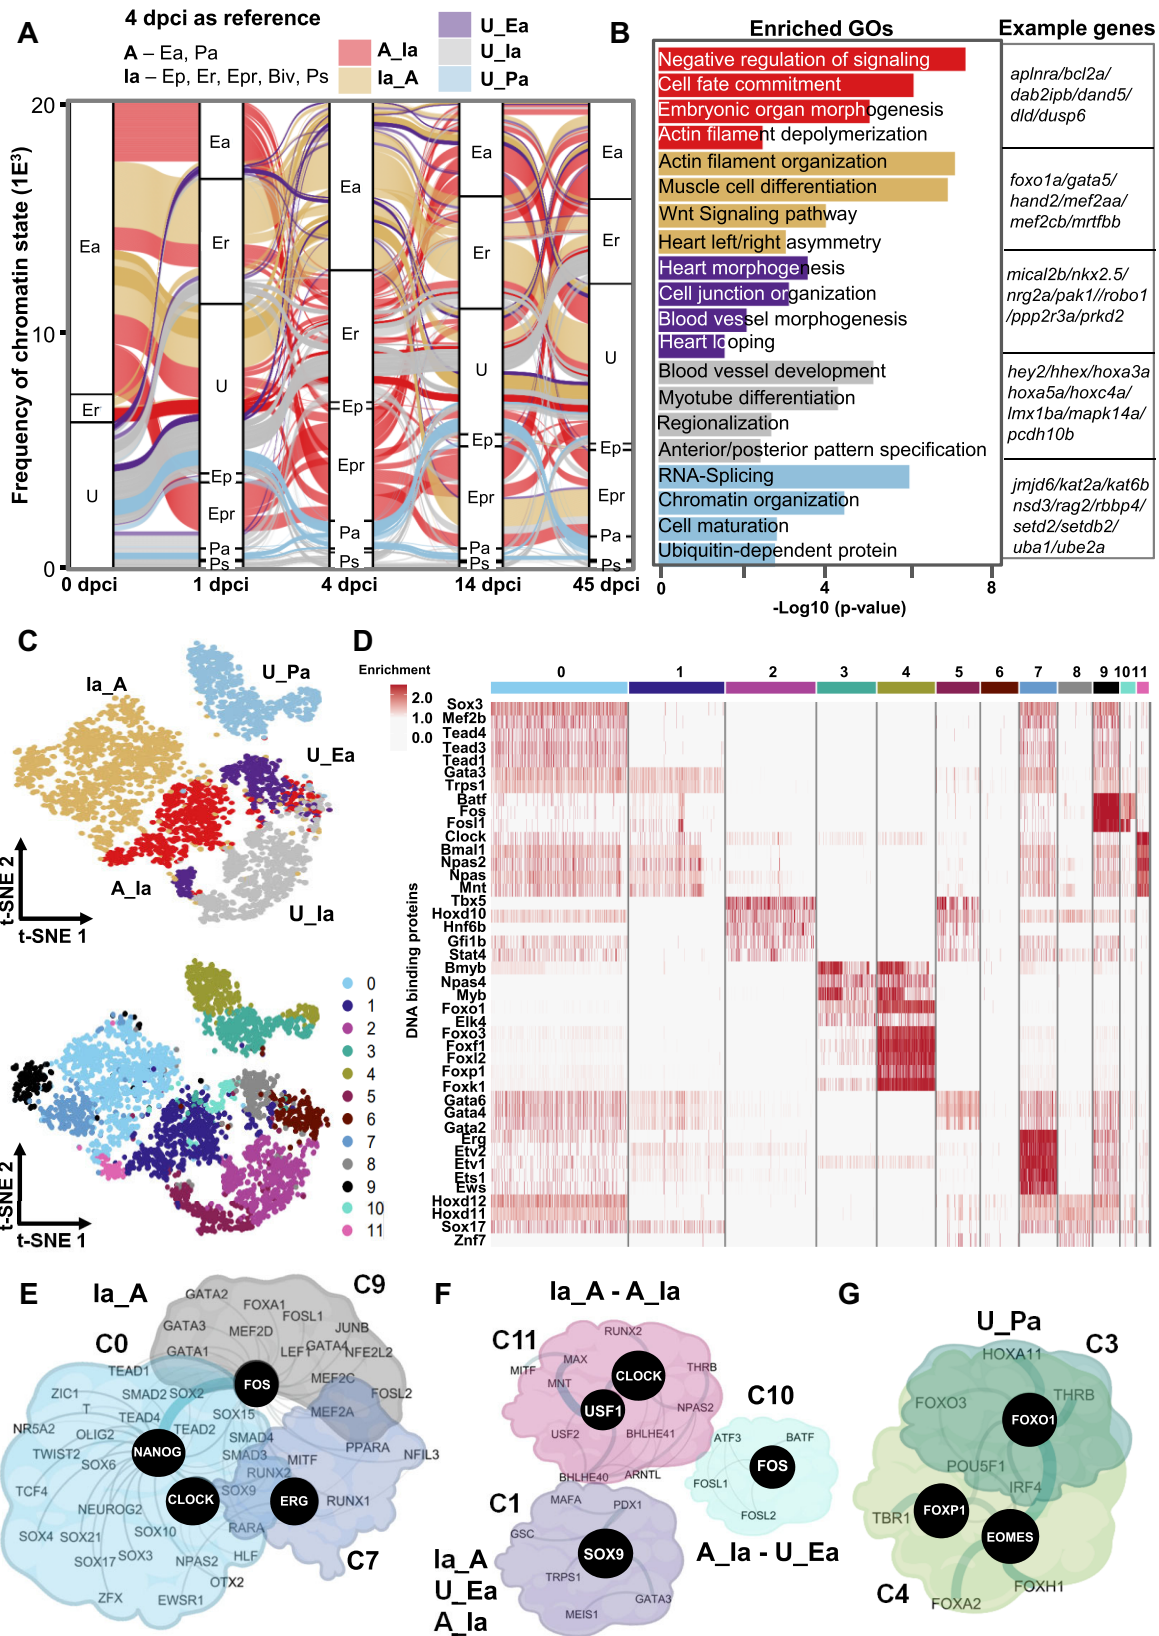 A
4 dpci as reference
A – Ea, Pa
Ia – Ep, Er, Epr, Biv, Ps
A_Ia
Ia_A
U_Ea
U_Ia
U_Pa
Frequency of chromatin state (1E³)
20
10
0
Ea
Er
U
Ea
Er
U
Ep
Epr
Pa
Ps
Ea
Er
Ep
Epr
Pa
Ps
Ea
Er
U
Ep
Epr
Pa
Ps
Ea
Er
U
Ep
Epr
Pa
Ps
0 dpci
1 dpci
4 dpci
14 dpci
45 dpci
B
Enriched GOs
Example genes
Negative regulation of signaling
Cell fate commitment
Embryonic organ morphogenesis
Actin filament depolymerization
Actin filament organization
Muscle cell differentiation
Wnt Signaling pathway
Heart left/right asymmetry
Heart morphogenesis
Cell junction organization
Blood vessel morphogenesis
Heart looping
Blood vessel development
Myotube differentiation
Regionalization
Anterior/posterior pattern specification
RNA-Splicing
Chromatin organization
Cell maturation
Ubiquitin-dependent protein
0
4
8
-Log10 (p-value)
aplnra/bcl2a/
dab2ipb/dand5/
dld/dusp6
foxo1a/gata5/
hand2/mef2aa/
mef2cb/mrtfbb
mical2b/nkx2.5/
nrg2a/pak1//robo1
/ppp2r3a/prkd2
hey2/hhex/hoxa3a
hoxa5a/hoxc4a/
lmx1ba/mapk14a/
pcdh10b
jmjd6/kat2a/kat6b
nsd3/rag2/rbbp4/
setd2/setdb2/
uba1/ube2a
C
U_Pa
Ia_A
U_Ea
A_Ia
U_Ia
t-SNE 2
t-SNE 1
0
1
2
3
4
5
6
7
8
9
10
11
t-SNE 2
t-SNE 1
D
Enrichment
2.0
1.0
0.0
0
1
2
3
4
5
6
7
8
9
10
11
DNA binding proteins
Sox3
Mef2b
Tead4
Tead3
Tead1
Gata3
Trps1
Batf
Fos
Fosl1
Clock
Bmal1
Npas2
Npas
Mnt
Tbx5
Hoxd10
Hnf6b
Gfi1b
Stat4
Bmyb
Npas4
Myb
Foxo1
Elk4
Foxo3
Foxf1
Foxl2
Foxp1
Foxk1
Gata6
Gata4
Gata2
Erg
Etv2
Etv1
Ets1
Ews
Hoxd12
Hoxd11
Sox17
Znf7
E
Ia_A
C9
C0
C7
GATA2
FOXA1
FOSL1
GATA3
MEF2D
JUNB
GATA1
LEF1
GATA4
NFE2L2
TEAD1
FOS
MEF2C
FOSL2
ZIC1
SMAD2
SOX2
T
TEAD4
SOX15
MEF2A
NR5A2
OLIG2
TEAD2
SMAD4
PPARA
NFIL3
TWIST2
SOX6
NANOG
SMAD3
MITF
RUNX2
TCF4
NEUROG2
CLOCK
SOX9
ERG
RUNX1
SOX4
SOX21
SOX10
RARA
SOX17
SOX3
NPAS2
HLF
OTX2
ZFX
EWSR1
F
Ia_A - A_Ia
C11
RUNX2
MITF
MAX
MNT
CLOCK
THRB
USF1
NPAS2
USF2
BHLHE41
BHLHE40
ARNTL
C10
ATF3
BATF
FOS
FOSL1
FOSL2
A_Ia - U_Ea
C1
MAFA
PDX1
GSC
SOX9
TRPS1
GATA3
MEIS1
Ia_A
U_Ea
A_Ia
G
U_Pa
C3
HOXA11
FOXO3
THRB
FOXO1
POU5F1
IRF4
TBR1
FOXP1
EOMES
C4
FOXA2
FOXH1